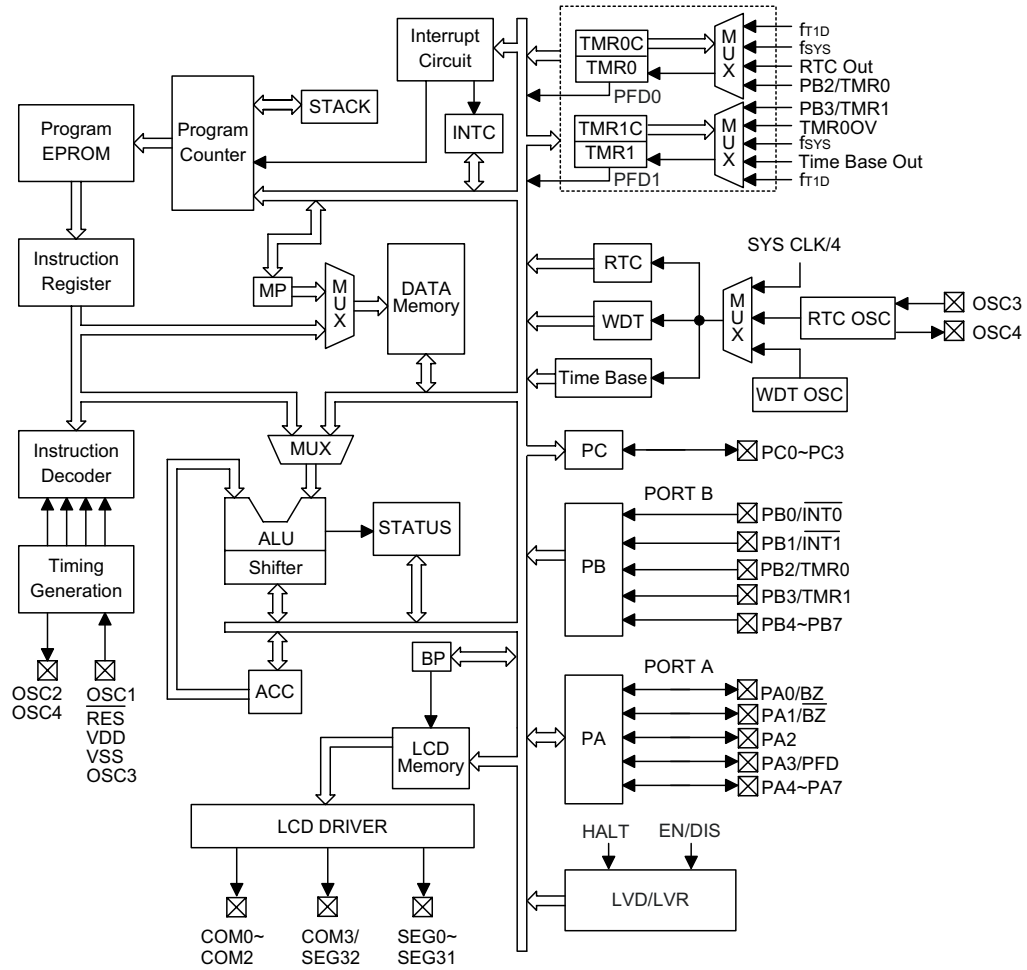 Interrupt
Circuit
STACK
INTC
Program
EPROM
Program
Counter
TMR0C
TMR0
PFD0
MUX
fT1D
fSYS
RTC Out
PB2/TMR0
TMR1C
TMR1
PFD1
MUX
PB3/TMR1
TMR0OV
fSYS
Time Base Out
fT1D
Instruction
Register
MP
MUX
DATA
Memory
RTC
WDT
Time Base
SYS CLK/4
MUX
RTC OSC
OSC3
OSC4
WDT OSC
Instruction
Decoder
MUX
ALU
Shifter
STATUS
PC
PC0~PC3
PORT B
PB
PB0/I̅N̅T̅0̅
PB1/I̅N̅T̅1̅
PB2/TMR0
PB3/TMR1
PB4~PB7
Timing
Generation
OSC2
OSC4
OSC1
R̅E̅S̅
VDD
VSS
OSC3
ACC
BP
LCD
Memory
PORT A
PA
PA0/BZ
PA1/B̅Z̅
PA2
PA3/PFD
PA4~PA7
LCD DRIVER
COM0~
COM2
COM3/
SEG32
SEG0~
SEG31
HALT
EN/DIS
LVD/LVR